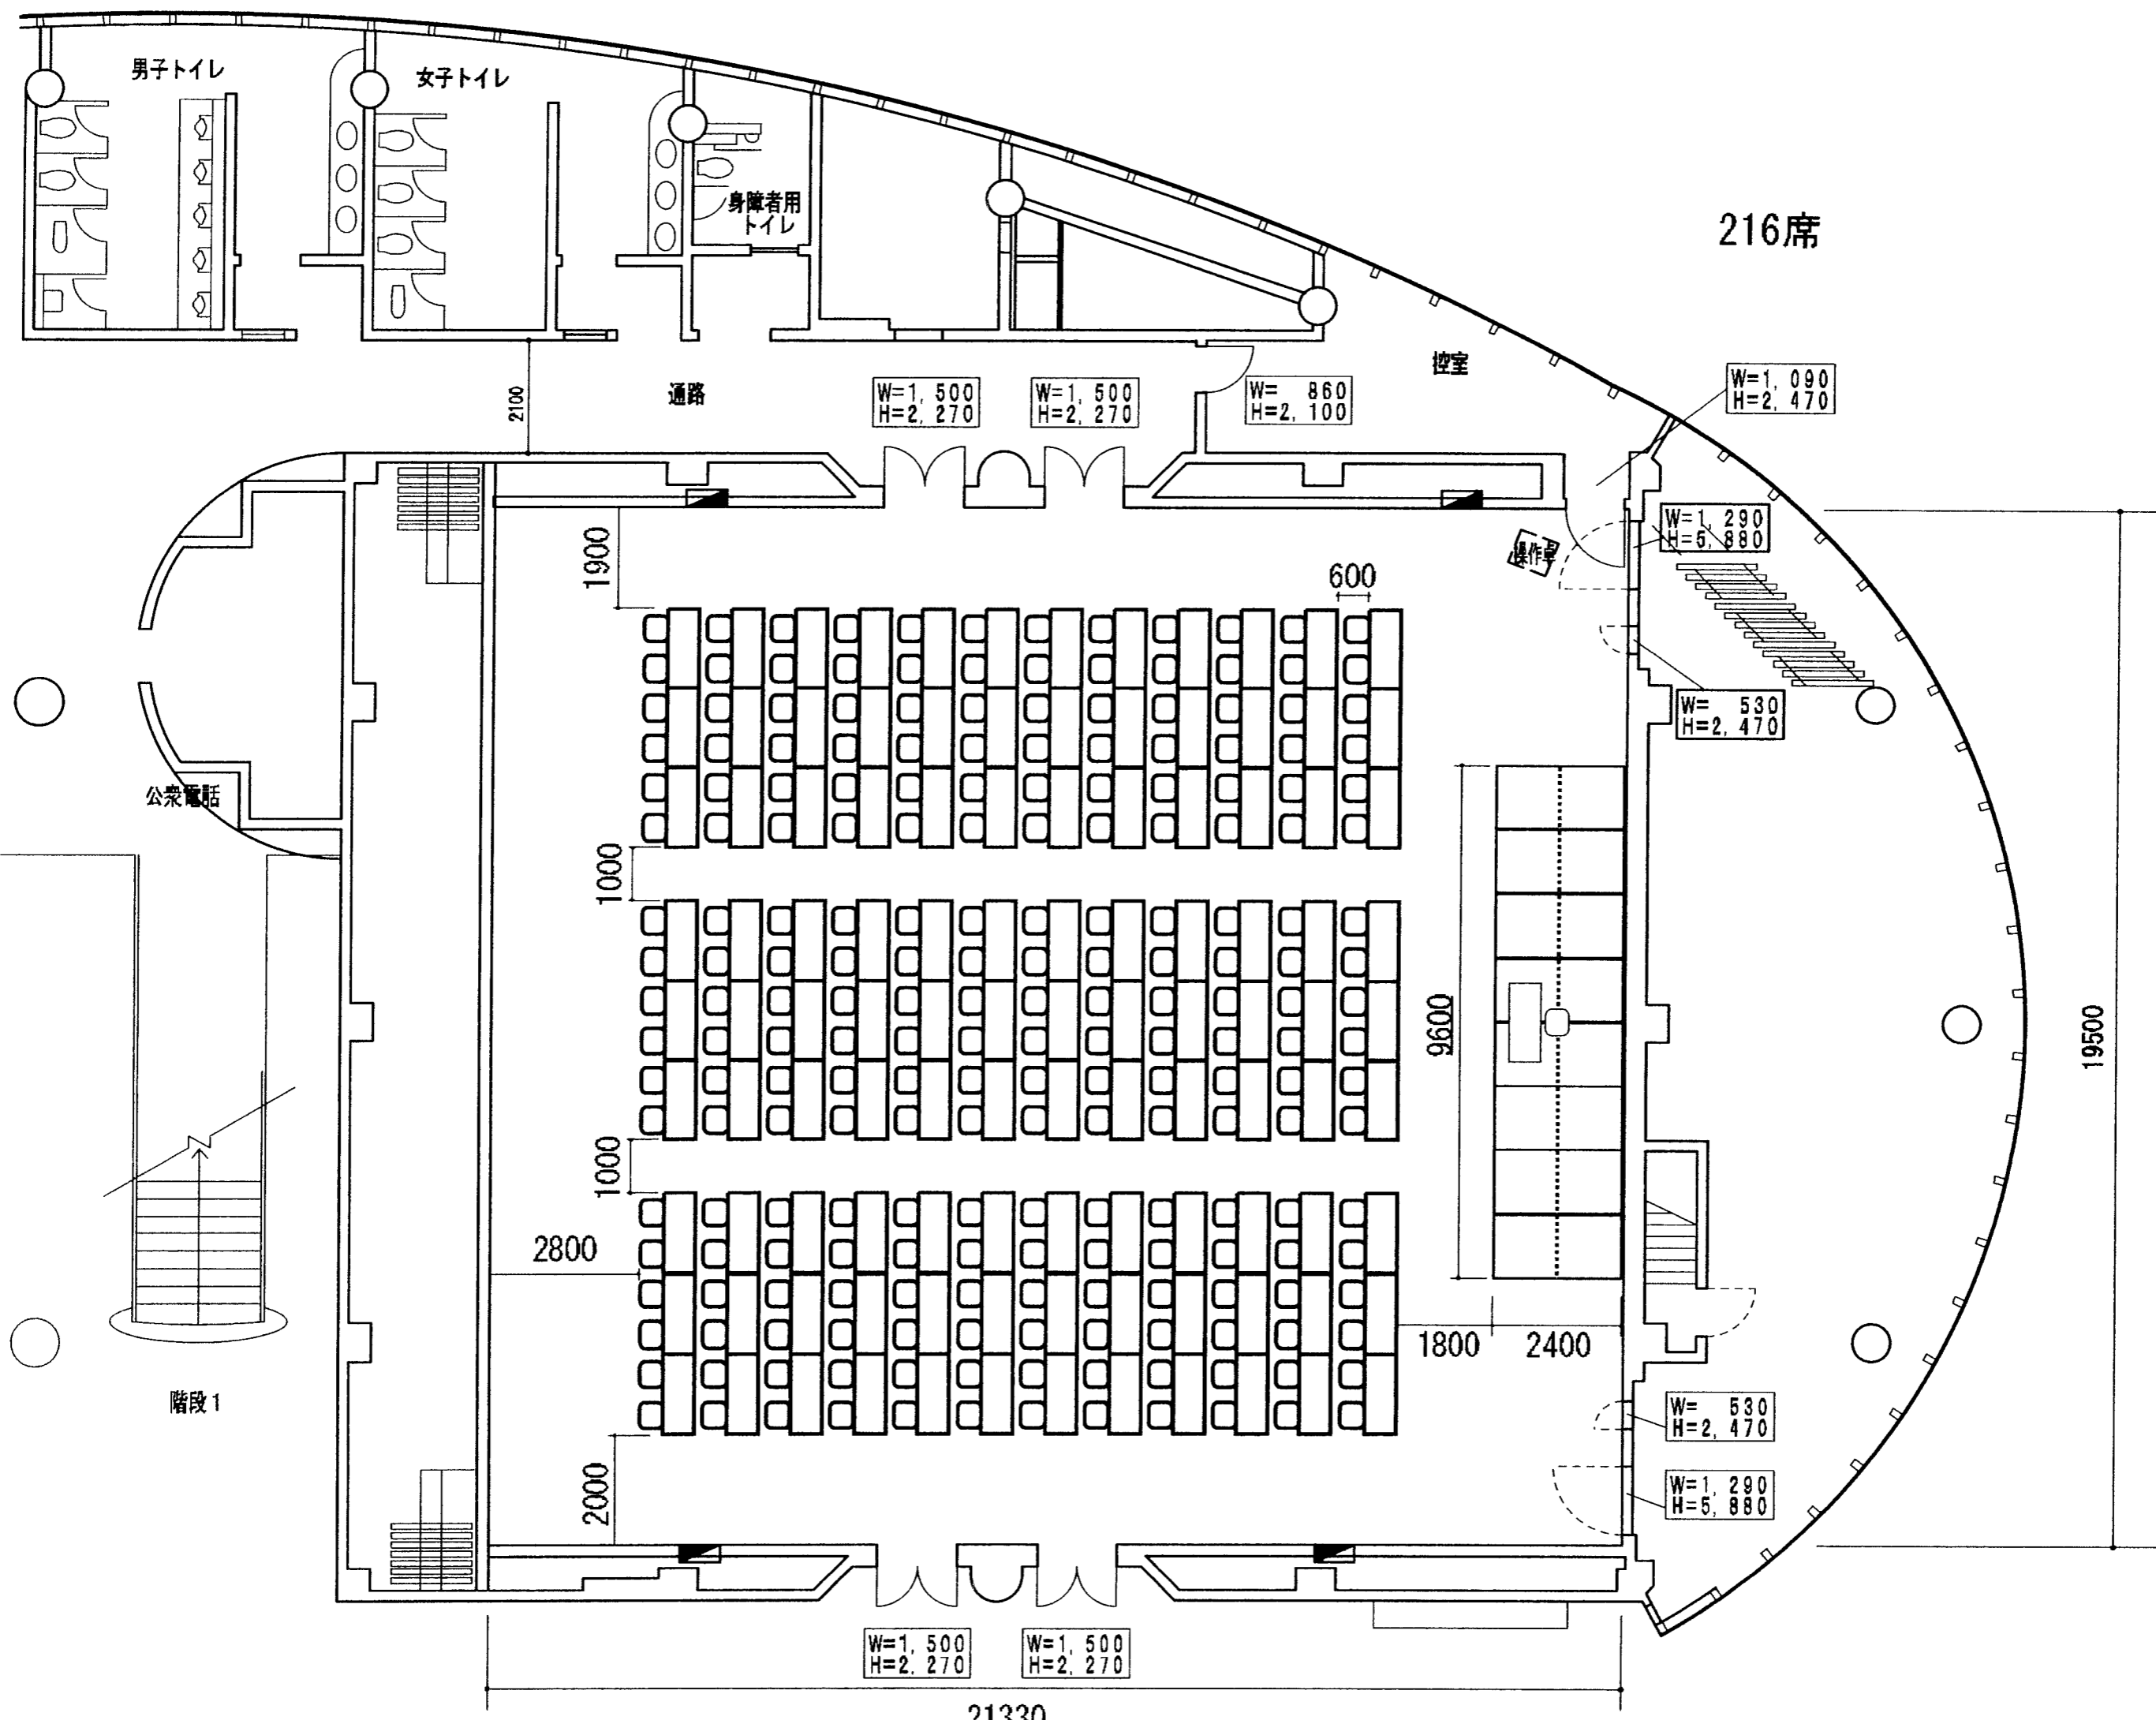 男子トイレ
女子トイレ
身障者用
トイレ
216席
控室
通路
2100
W=1,500
H=2,270
W=1,500
H=2,270
W= 860
H=2,100
W=1,090
H=2,470
W=1,290
H=5,880
操作卓
1900
600
W= 530
H=2,470
公衆電話
1000
9600
19500
1000
2800
1800
2400
階段1
W= 530
H=2,470
2000
W=1,290
H=5,880
W=1,500
H=2,270
W=1,500
H=2,270
21330